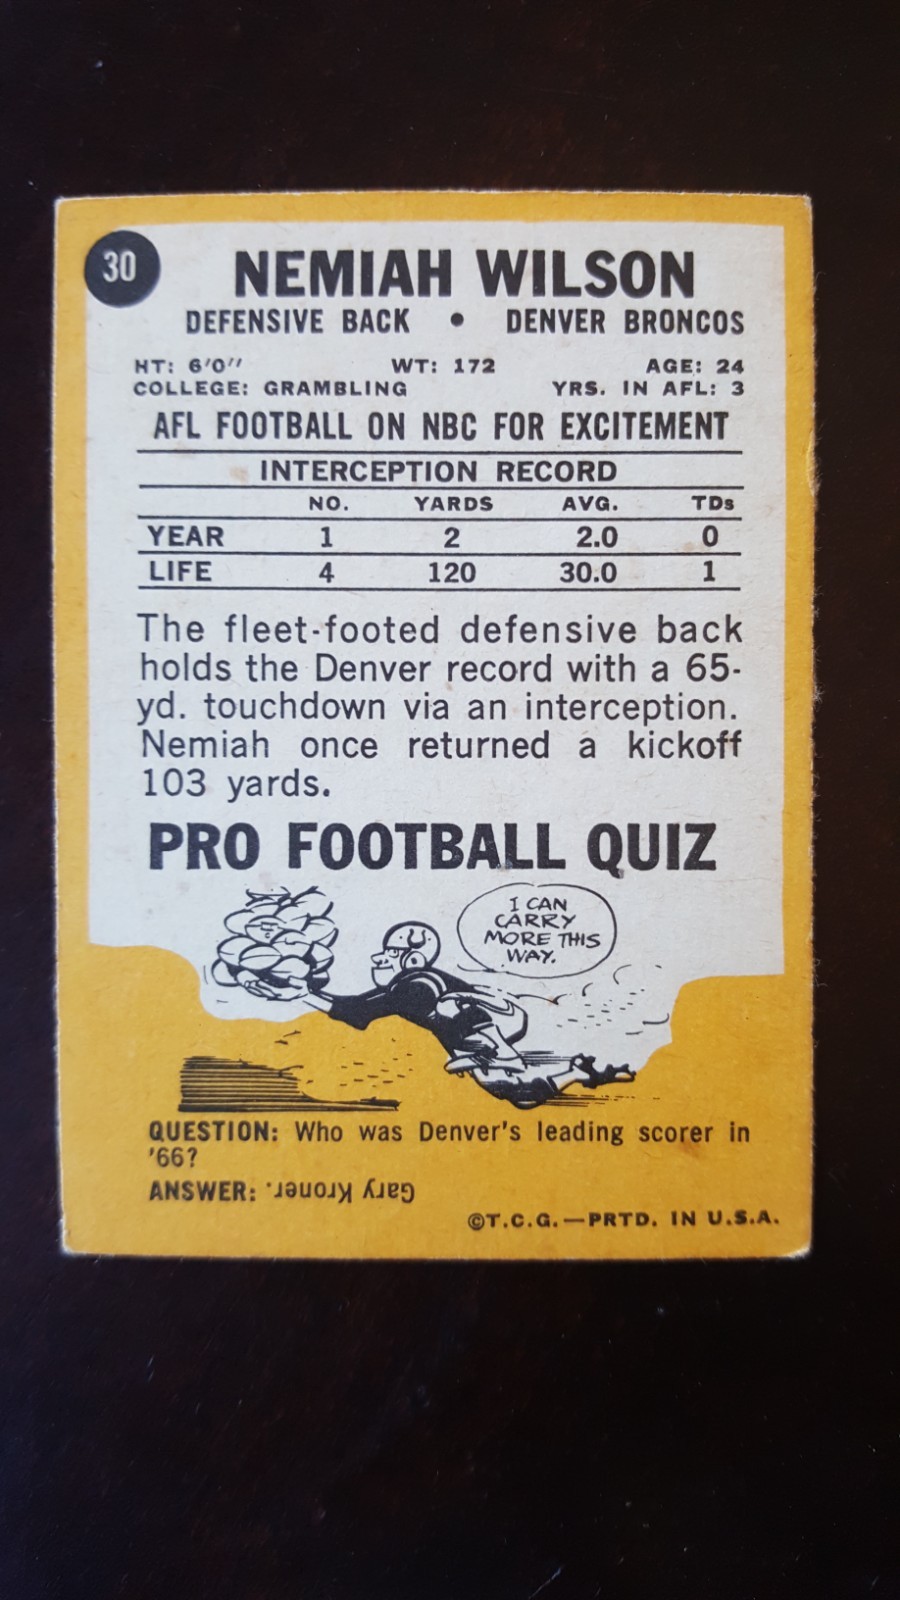 30
NEMIAH WILSON
DEFENSIVE BACK • DENVER BRONCOS
HT: 6'0" WT: 172 AGE: 24
COLLEGE: GRAMBLING YRS. IN AFL: 3
AFL FOOTBALL ON NBC FOR EXCITEMENT
INTERCEPTION RECORD
NO. YARDS AVG. TDs
YEAR 1 2 2.0 0
LIFE 4 120 30.0 1
The fleet-footed defensive back
holds the Denver record with a 65-
yd. touchdown via an interception.
Nemiah once returned a kickoff
103 yards.
PRO FOOTBALL QUIZ
I CAN
CARRY
MORE THIS
WAY.
QUESTION: Who was Denver's leading scorer in
'66?
ANSWER: Gary Kroner.
©T.C.G.—PRTD. IN U.S.A.